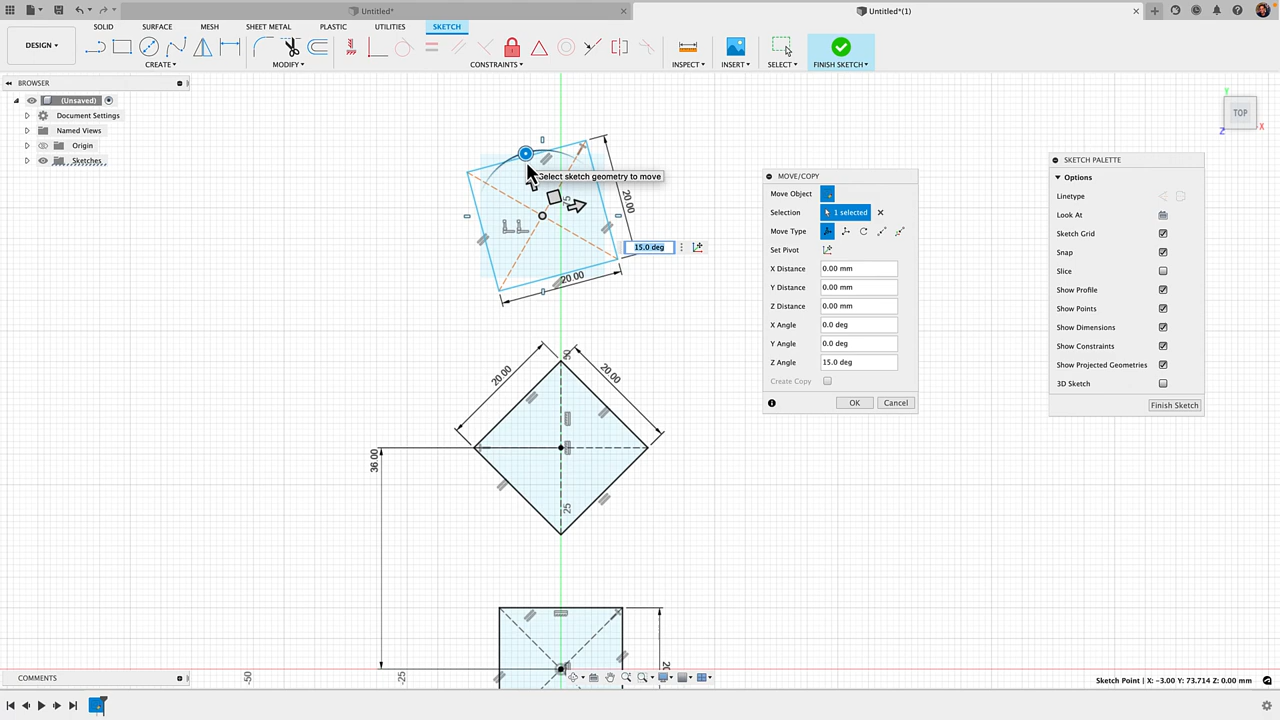 Untitled*
Untitled*(1)
SOLID SURFACE MESH SHEET METAL PLASTIC UTILITIES SKETCH
DESIGN
CREATE MODIFY CONSTRAINTS INSPECT INSERT SELECT FINISH SKETCH
BROWSER
(Unsaved)
Document Settings
Named Views
Origin
Sketches
TOP
Y
X
Z
Select sketch geometry to move
20.00
15.0 deg
20.00
MOVE/COPY
Move Object
Selection 1 selected
Move Type
Set Pivot
X Distance 0.00 mm
Y Distance 0.00 mm
Z Distance 0.00 mm
X Angle 0.0 deg
Y Angle 0.0 deg
Z Angle 15.0 deg
Create Copy
OK Cancel
SKETCH PALETTE
Options
Linetype
Look At
Sketch Grid
Snap
Slice
Show Profile
Show Points
Show Dimensions
Show Constraints
Show Projected Geometries
3D Sketch
Finish Sketch
50
20.00
20.00
36.00
25
-50
-25
COMMENTS
Sketch Point | X: -3.00 Y: 73.714 Z: 0.00 mm